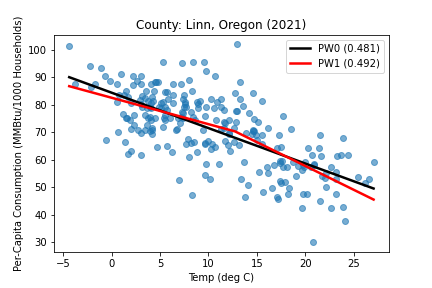 County: Linn, Oregon (2021)
Per-Capita Consumption (MMBtu/1000 Households)
100
90
80
70
60
50
40
30
PW0 (0.481)
PW1 (0.492)
−5 0 5 10 15 20 25
Temp (deg C)